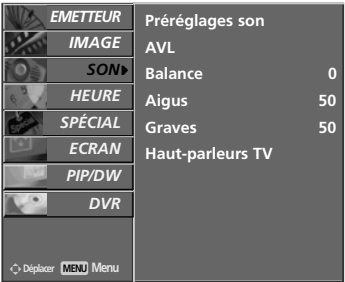 EMETTEUR
IMAGE
SON
HEURE
SPÉCIAL
ECRAN
PIP/DW
DVR
Déplacer MENU Menu
Préréglages son
AVL
Balance 0
Aigus 50
Graves 50
Haut-parleurs TV